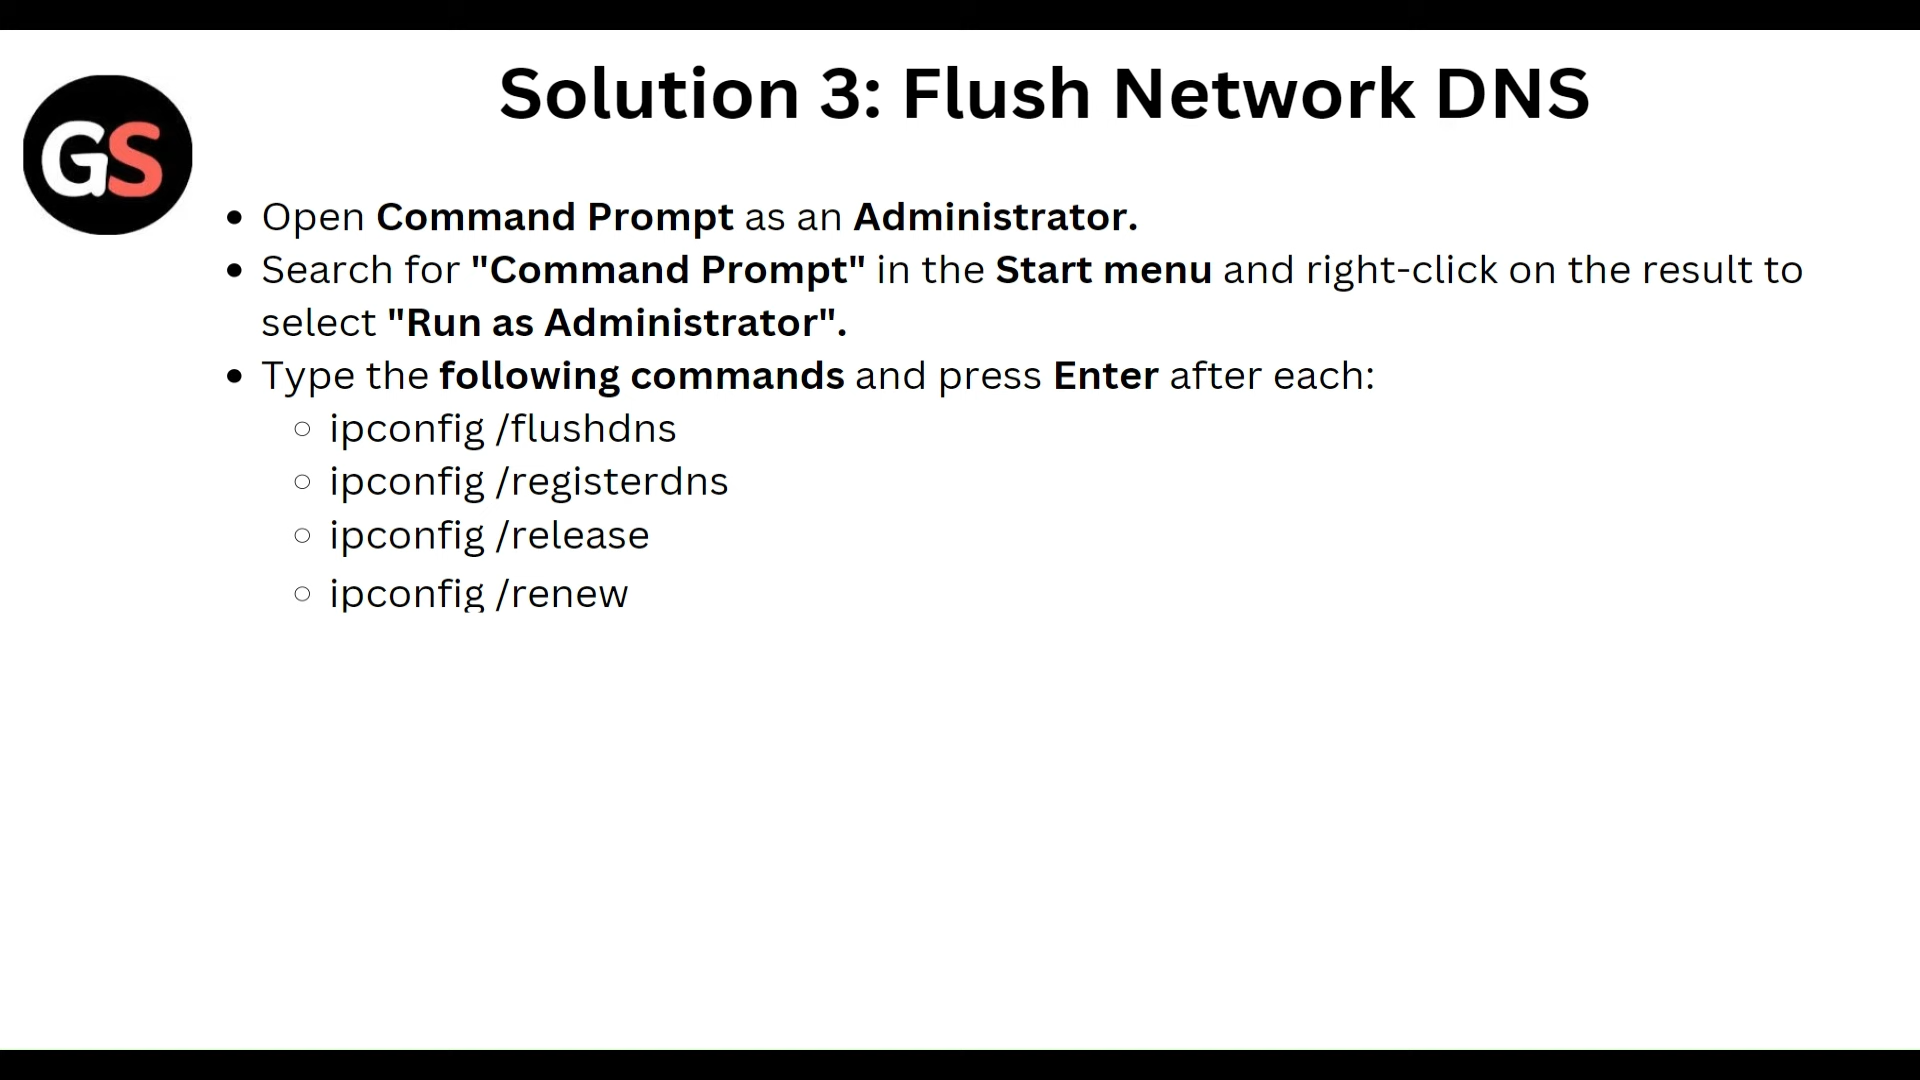 Solution 3: Flush Network DNS
GS
• Open Command Prompt as an Administrator.
• Search for "Command Prompt" in the Start menu and right-click on the result to
select "Run as Administrator".
• Type the following commands and press Enter after each:
○ ipconfig /flushdns
○ ipconfig /registerdns
○ ipconfig /release
○ ipconfig /renew